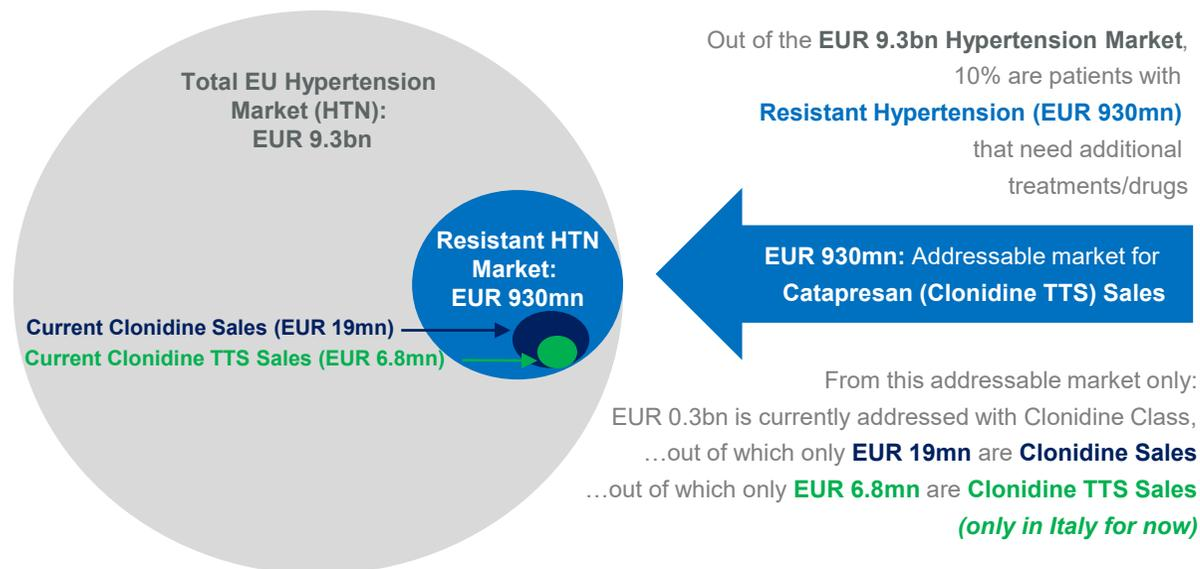 Total EU Hypertension
Market (HTN):
EUR 9.3bn
Resistant HTN
Market:
EUR 930mn
Current Clonidine Sales (EUR 19mn)
Current Clonidine TTS Sales (EUR 6.8mn)
Out of the EUR 9.3bn Hypertension Market,
10% are patients with
Resistant Hypertension (EUR 930mn)
that need additional
treatments/drugs
EUR 930mn: Addressable market for
Catapresan (Clonidine TTS) Sales
From this addressable market only:
EUR 0.3bn is currently addressed with Clonidine Class,
…out of which only EUR 19mn are Clonidine Sales
…out of which only EUR 6.8mn are Clonidine TTS Sales
(only in Italy for now)